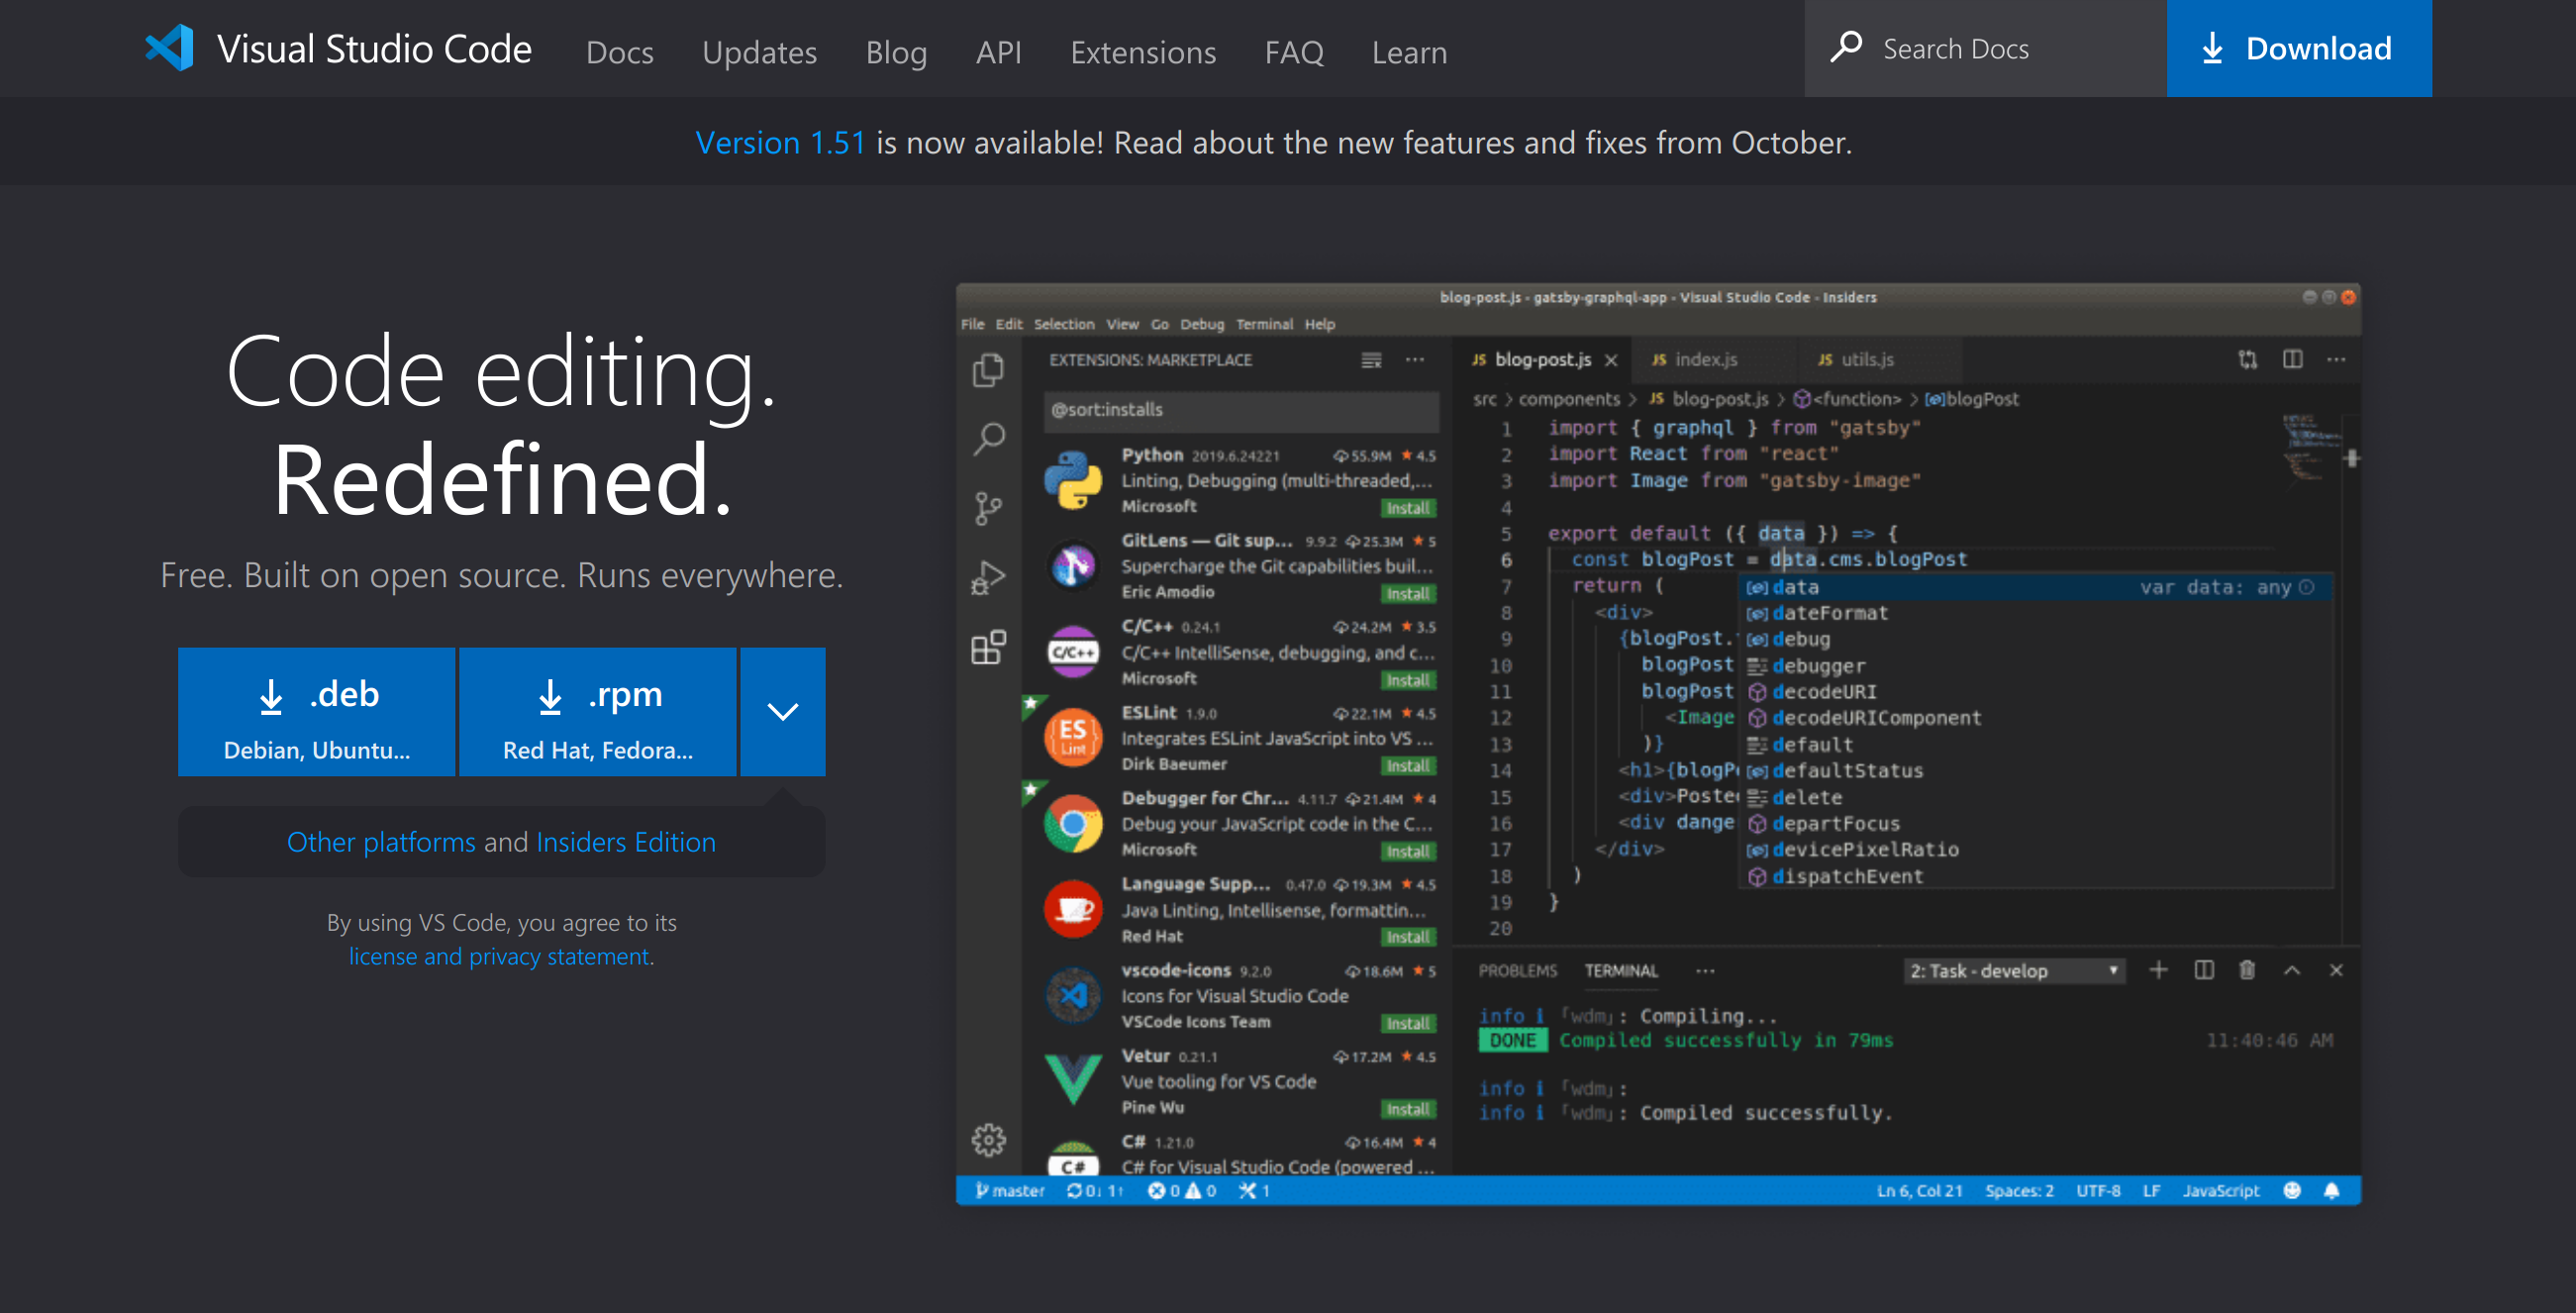 Visual Studio Code Docs Updates Blog API Extensions FAQ Learn Search Docs Download
Version 1.51 is now available! Read about the new features and fixes from October.
Code editing.
Redefined.
Free. Built on open source. Runs everywhere.
.deb
Debian, Ubuntu...
.rpm
Red Hat, Fedora...
Other platforms and Insiders Edition
By using VS Code, you agree to its
license and privacy statement.
blog-post.js - gatsby-graphql-app - Visual Studio Code - Insiders
File Edit Selection View Go Debug Terminal Help
EXTENSIONS: MARKETPLACE
@sort:installs
Python 2019.6.24221 55.9M ★ 4.5
Linting, Debugging (multi-threaded,...
Microsoft Install
GitLens — Git sup... 9.9.2 25.3M ★ 5
Supercharge the Git capabilities buil...
Eric Amodio Install
C/C++
C/C++ 0.24.1 24.2M ★ 3.5
C/C++ IntelliSense, debugging, and c...
Microsoft Install
ES
Lint
ESLint 1.9.0 22.1M ★ 4.5
Integrates ESLint JavaScript into VS ...
Dirk Baeumer Install
Debugger for Chr... 4.11.7 21.4M ★ 4
Debug your JavaScript code in the C...
Microsoft Install
Language Supp... 0.47.0 19.3M ★ 4.5
Java Linting, Intellisense, formattin...
Red Hat Install
vscode-icons 9.2.0 18.6M ★ 5
Icons for Visual Studio Code
VSCode Icons Team Install
Vetur 0.21.1 17.2M ★ 4.5
Vue tooling for VS Code
Pine Wu Install
C#
C# 1.21.0 16.4M ★ 4
C# for Visual Studio Code (powered ...
JS blog-post.js JS index.js JS utils.js
src > components > JS blog-post.js > <function> > blogPost
1 import { graphql } from "gatsby"
2 import React from "react"
3 import Image from "gatsby-image"
4
5 export default ({ data }) => {
6 const blogPost = data.cms.blogPost
7 return (
8 <div>
9 {blogPost.
10 blogPost
11 blogPost
12 <Image
13 )}
14 <h1>{blogP
15 <div>Poste
16 <div dange
17 </div>
18 )
19 }
20
data var data: any
dateFormat
debug
debugger
decodeURI
decodeURIComponent
default
defaultStatus
delete
departFocus
devicePixelRatio
dispatchEvent
PROBLEMS TERMINAL ··· 2: Task - develop
info i ｢wdm｣: Compiling...
DONE Compiled successfully in 79ms 11:40:46 AM
info i ｢wdm｣:
info i ｢wdm｣: Compiled successfully.
master 0↓ 1↑ 0 0 1 Ln 6, Col 21 Spaces: 2 UTF-8 LF JavaScript